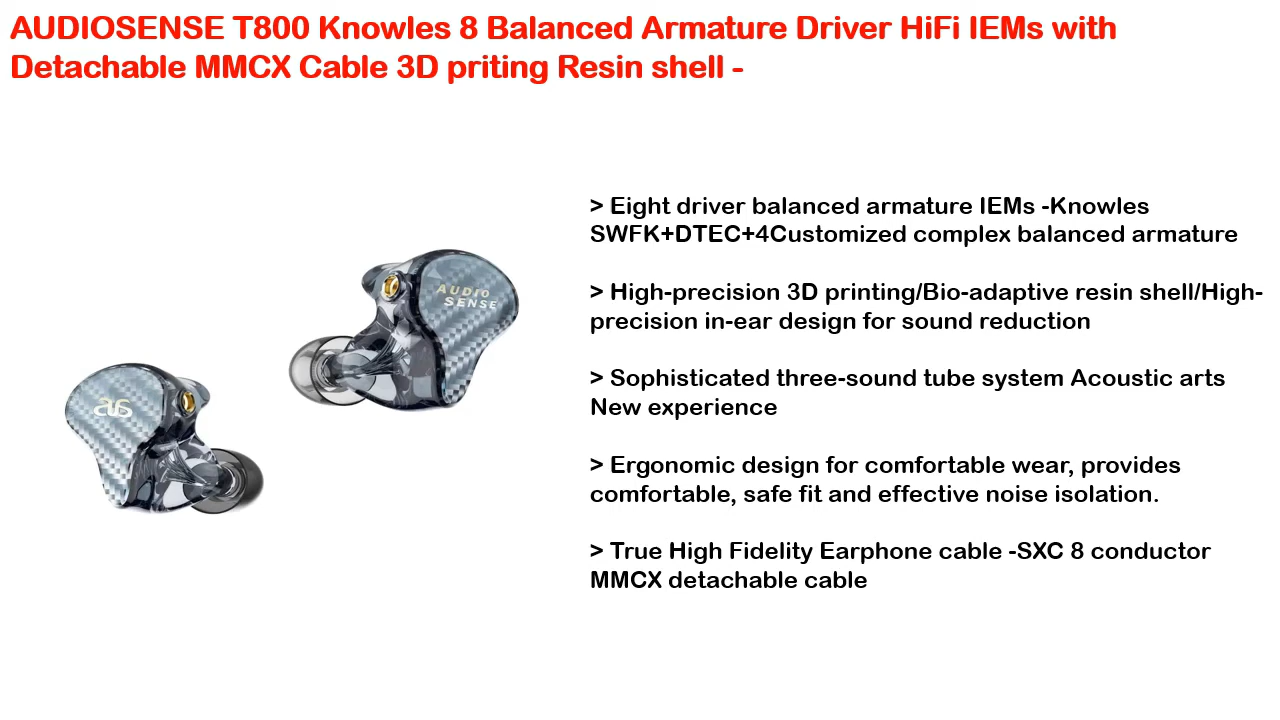 AUDIOSENSE T800 Knowles 8 Balanced Armature Driver HiFi IEMs with
Detachable MMCX Cable 3D priting Resin shell -
> Eight driver balanced armature IEMs -Knowles
SWFK+DTEC+4Customized complex balanced armature
> High-precision 3D printing/Bio-adaptive resin shell/High-
precision in-ear design for sound reduction
> Sophisticated three-sound tube system Acoustic arts
New experience
> Ergonomic design for comfortable wear, provides
comfortable, safe fit and effective noise isolation.
> True High Fidelity Earphone cable -SXC 8 conductor
MMCX detachable cable
AUDIO
SENSE